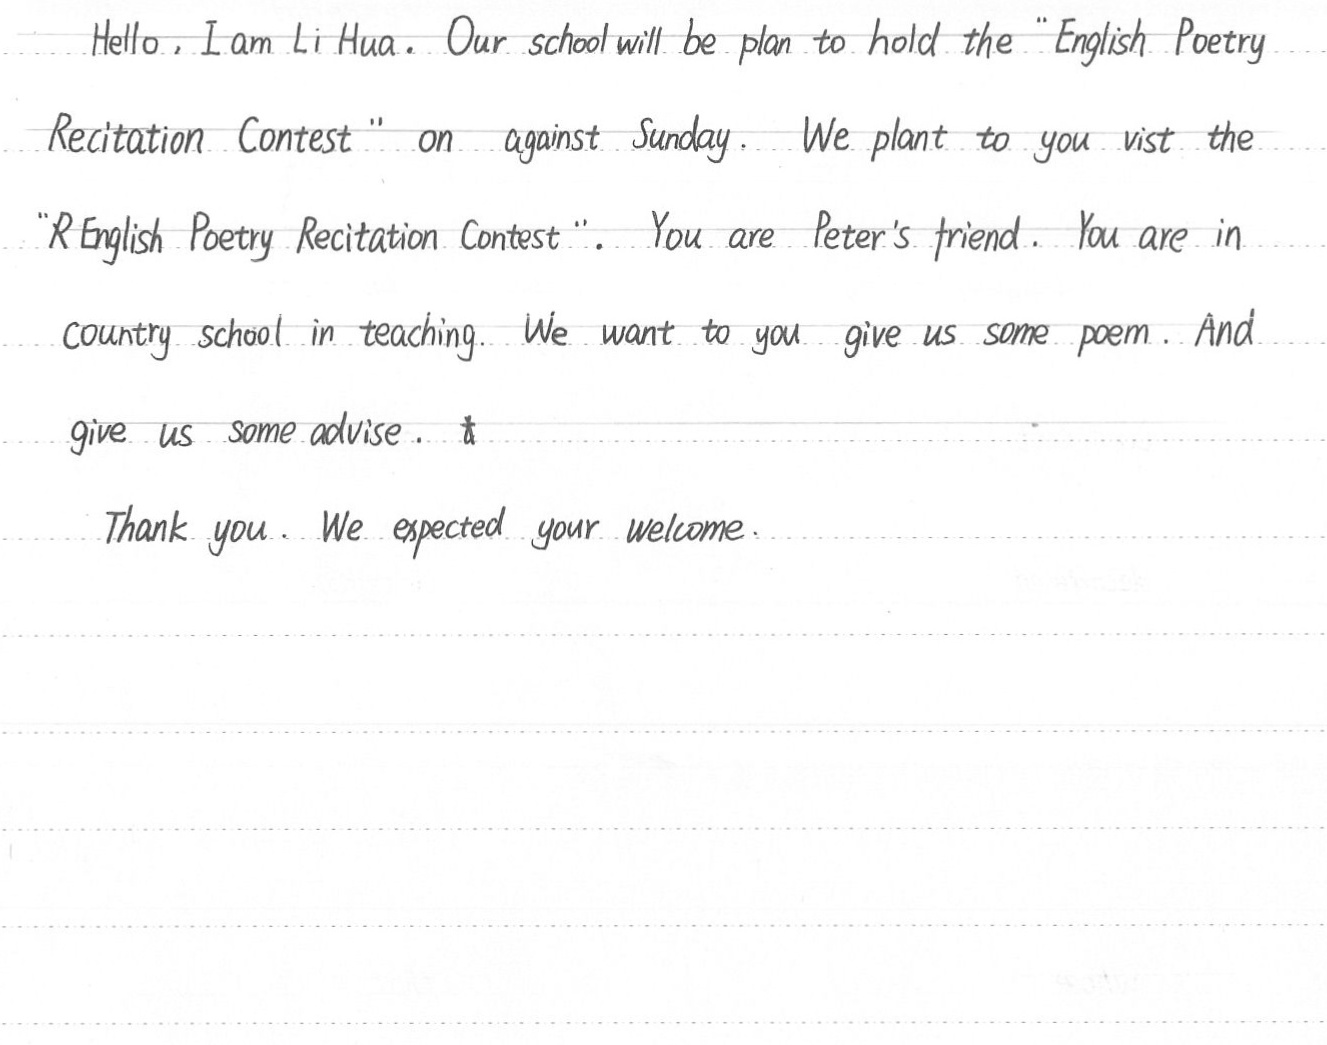 Hello, I am Li Hua. Our school will be plan to hold the "English Poetry
Recitation Contest" on against Sunday. We plant to you vist the
"R English Poetry Recitation Contest". You are Peter's friend. You are in
country school in teaching. We want to you give us some poem. And
give us some advise.
Thank you. We expected your welcome.